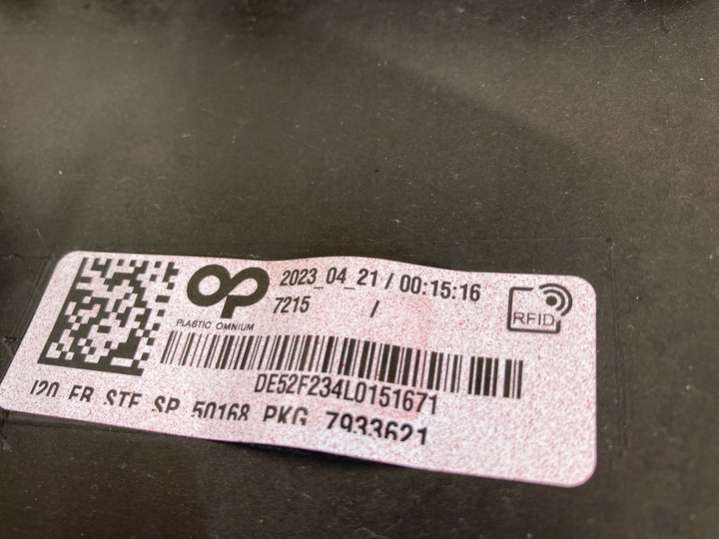 2023_04_21 / 00:15:16
7215 /
PLASTIC OMNIUM
RFID
DE52F234L0151671
I20 FB STF SP 50168 PKG 7933621